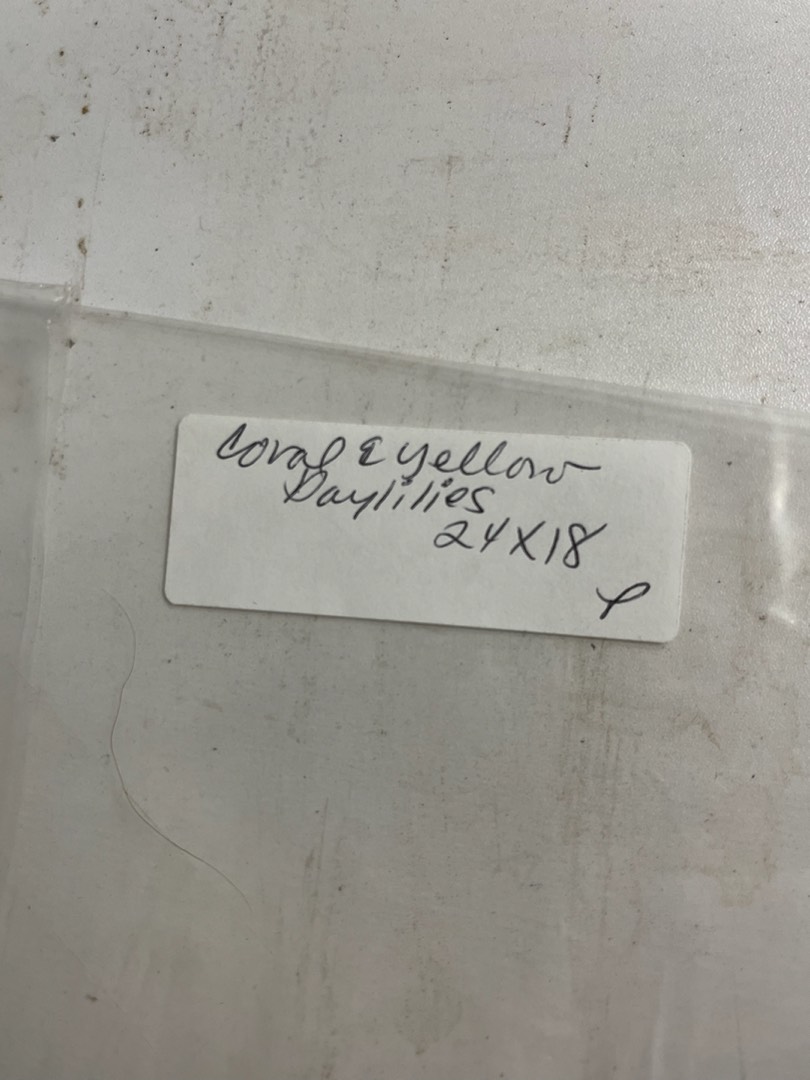 Coral & Yellow
Daylilies
24X18
P